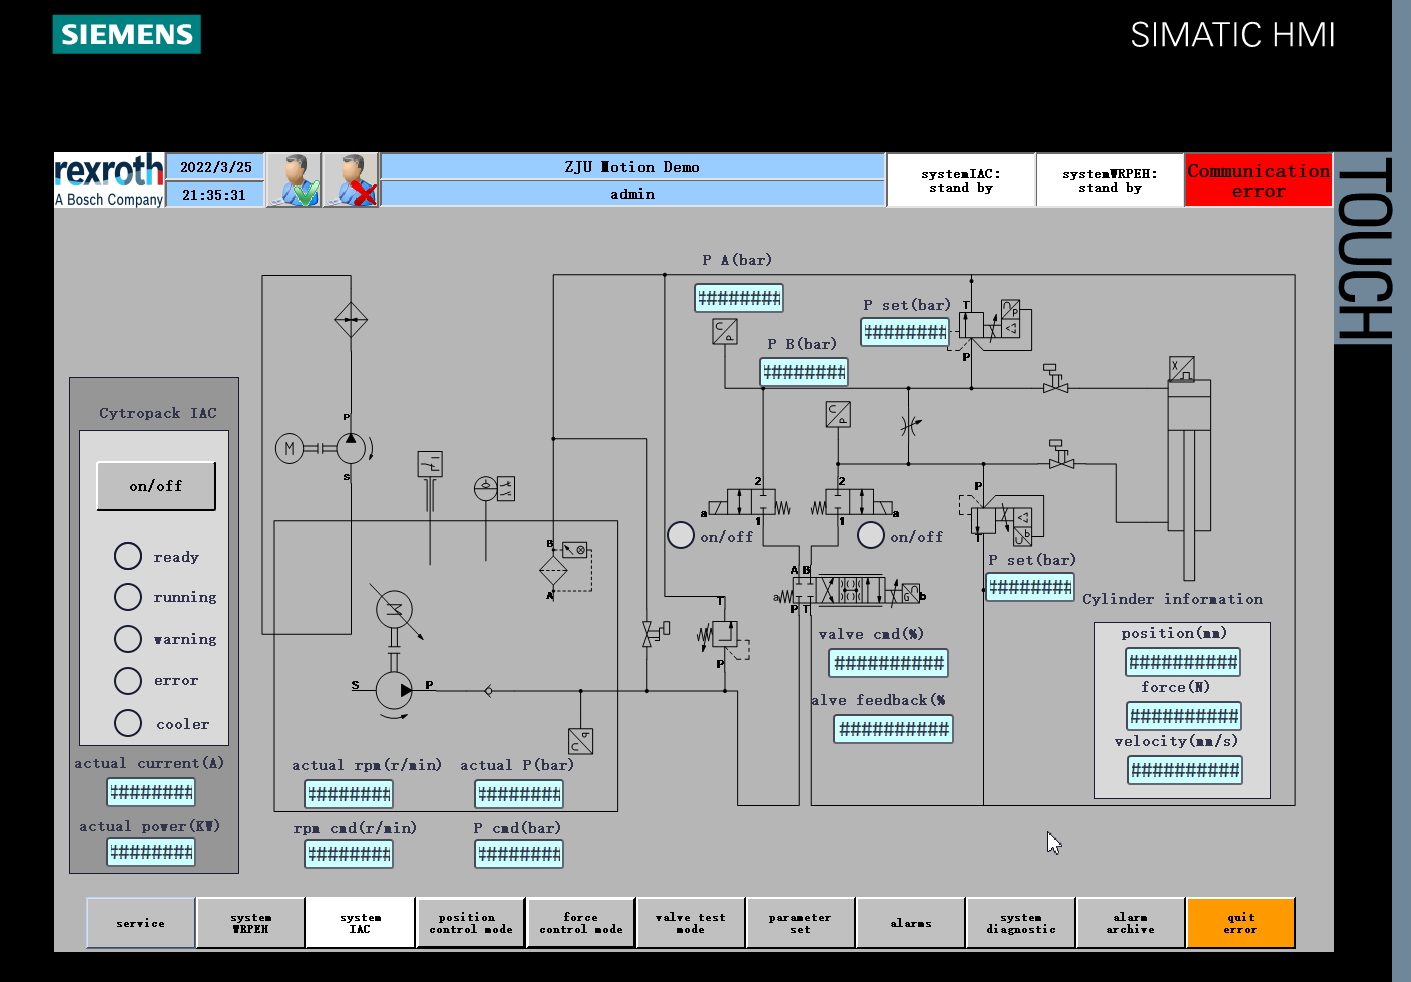 SIEMENS
SIMATIC HMI
TOUCH
rexroth
A Bosch Company
2022/3/25
21:35:31
ZJU Motion Demo
admin
systemIAC:
stand by
systemWRPEH:
stand by
Communication
error
P A(bar)
########
P set(bar)
########
P B(bar)
########
T
P
C
P
X
Cytropack IAC
on/off
ready
running
warning
error
cooler
actual current(A)
########
actual power(KW)
########
P
M
S
B
A
2
2
a
a
1
1
on/off
on/off
P
T
P set(bar)
########
A B
a
b
P T
T
P
S
P
Cylinder information
position(mm)
##########
force(N)
##########
velocity(mm/s)
##########
valve cmd(%)
##########
alve feedback(%
##########
actual rpm(r/min)
########
actual P(bar)
########
rpm cmd(r/min)
########
P cmd(bar)
########
service
system
WRPEH
system
IAC
position
control mode
force
control mode
valve test
mode
parameter
set
alarms
system
diagnostic
alarm
archive
quit
error